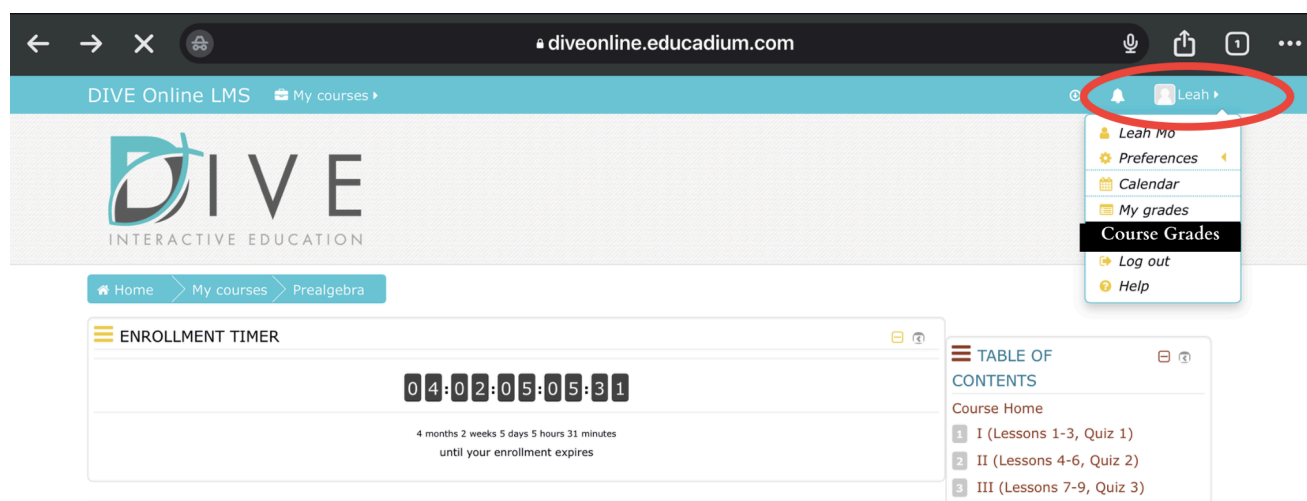 diveonline.educadium.com
1
DIVE Online LMS
My courses
Leah
Leah Mo
Preferences
Calendar
My grades
Course Grades
Log out
Help
DIVE
INTERACTIVE EDUCATION
Home
My courses
Prealgebra
ENROLLMENT TIMER
04:02:05:05:31
4 months 2 weeks 5 days 5 hours 31 minutes
until your enrollment expires
TABLE OF
CONTENTS
Course Home
1 I (Lessons 1-3, Quiz 1)
2 II (Lessons 4-6, Quiz 2)
3 III (Lessons 7-9, Quiz 3)